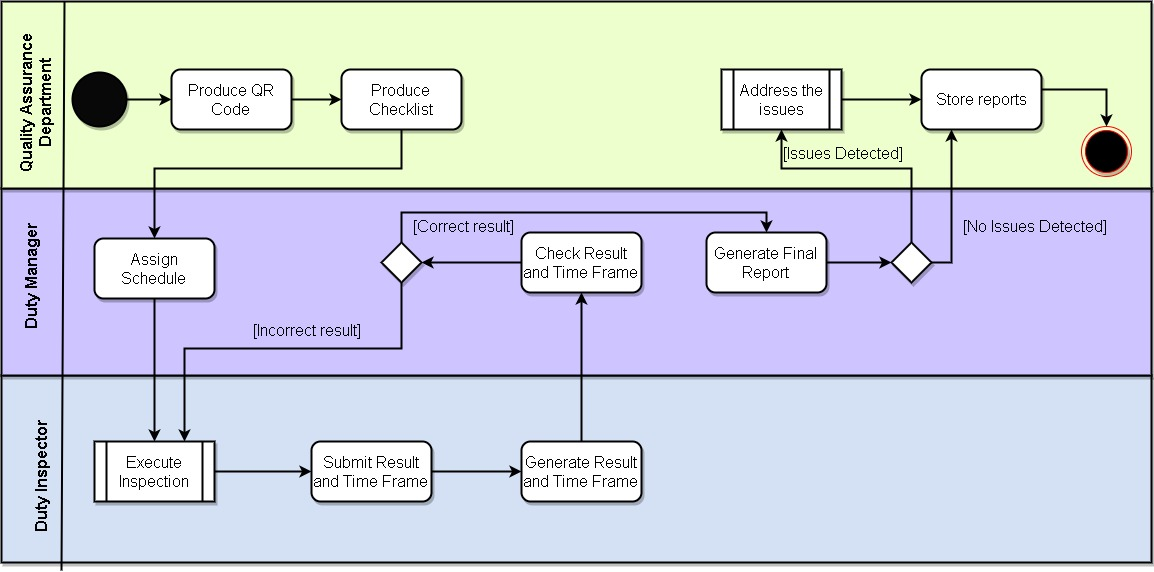 Quality Assurance
Department
Produce QR
Code
Produce
Checklist
Address the
issues
Store reports
[Issues Detected]
Duty Manager
Assign
Schedule
[Correct result]
Check Result
and Time Frame
Generate Final
Report
[No Issues Detected]
[Incorrect result]
Duty Inspector
Execute
Inspection
Submit Result
and Time Frame
Generate Result
and Time Frame